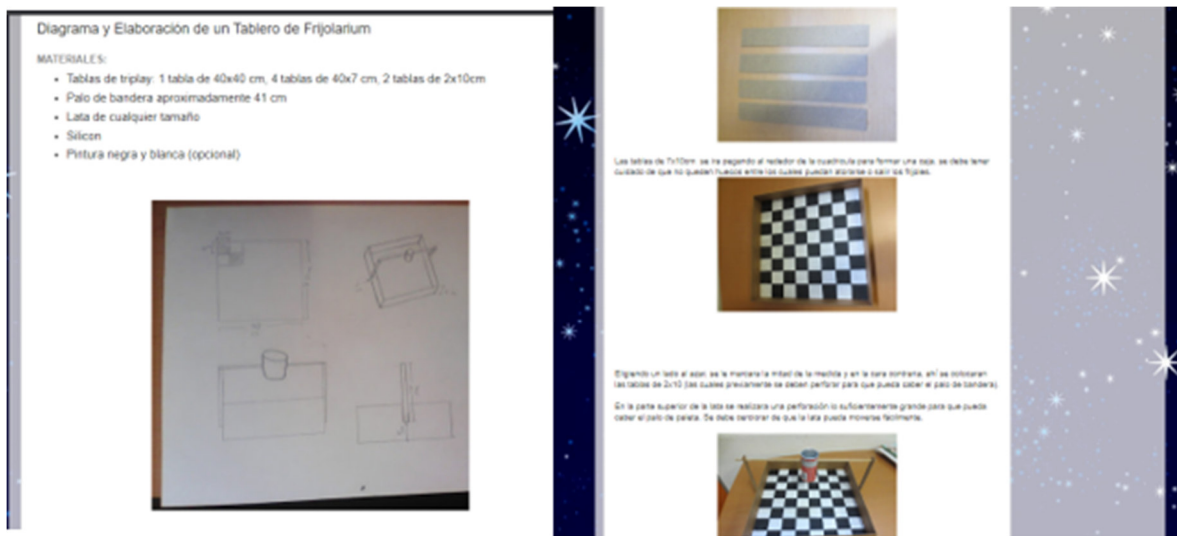 Diagrama y Elaboración de un Tablero de Frijolarium
MATERIALES:
Tablas de triplay: 1 tabla de 40x40 cm, 4 tablas de 40x7 cm, 2 tablas de 2x10cm
Palo de bandera aproximadamente 41 cm
Lata de cualquier tamaño
Silicon
Pintura negra y blanca (opcional)
Las tablas de 7x10cm se ira pegando al rededor de la cuadricula para formar una caja, se debe tener
cuidado de que no queden huecos entre los cuales puedan atorarse o salir los frijoles.
Eligiendo un lado al azar, se le marcara la mitad de la medida y en la cara contraria, ahí se colocaran
las tablas de 2x10 (las cuales previamente se deben perforar para que pueda caber el palo de bandera).
En la parte superior de la lata se realizara una perforación lo suficientemente grande para que pueda
caber el palo de paleta. Se debe de que la lata pueda moverse fácilmente.